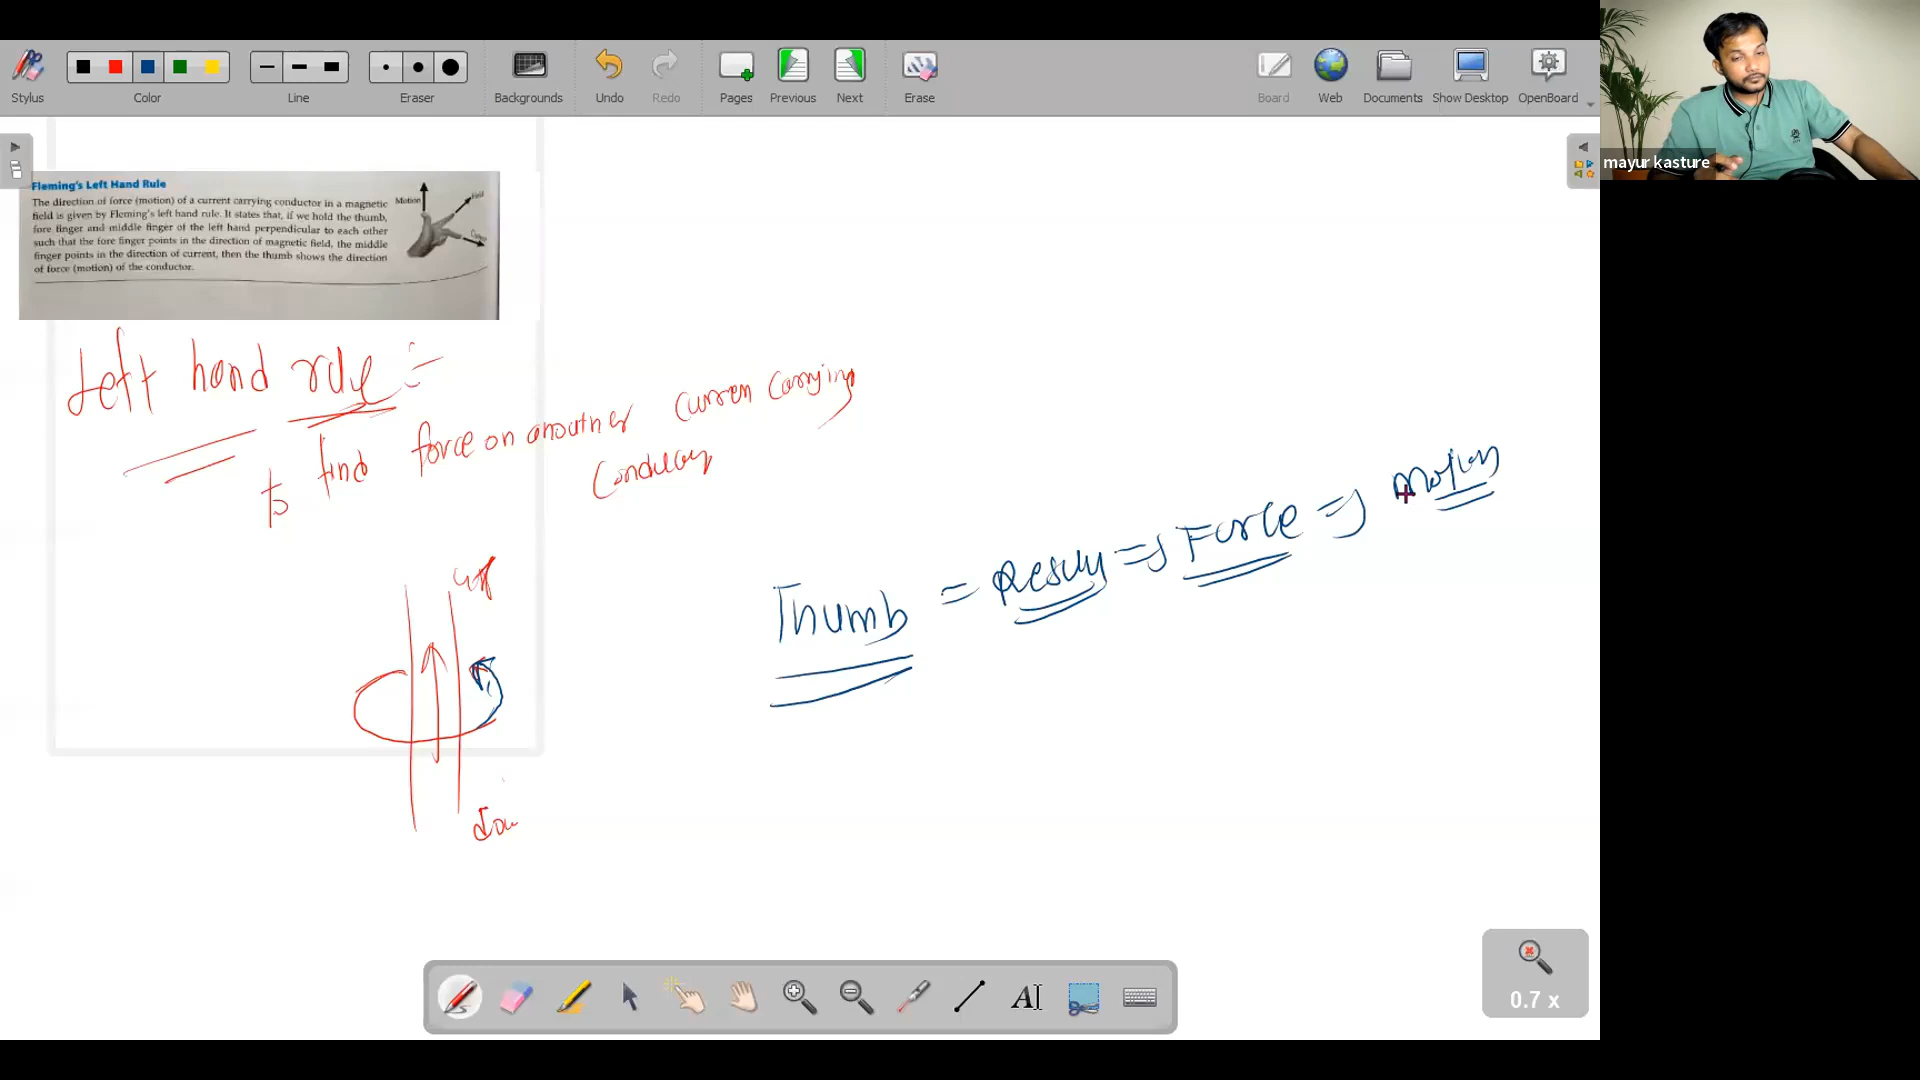 Stylus
Color
Line
Eraser
Backgrounds
Undo
Redo
Pages
Previous
Next
Erase
Board
Web
Documents
Show Desktop
OpenBoard
mayur kasture
Fleming's Left Hand Rule
The direction of force (motion) of a current carrying conductor in a magnetic
field is given by Fleming's left hand rule. It states that, if we hold the thumb,
fore finger and middle finger of the left hand perpendicular to each other
such that the fore finger points in the direction of magnetic field, the middle
finger points in the direction of current, then the thumb shows the direction
of force (motion) of the conductor.
Motion
Field
Left hand rule :-
to find force on another current carrying
Thumb = Result => Force => Motion
0.7 x